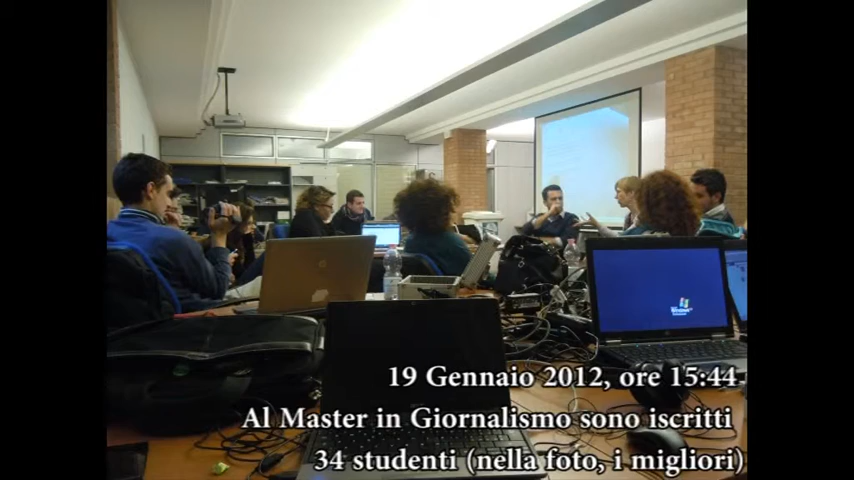 19 Gennaio 2012, ore 15:44
Al Master in Giornalismo sono iscritti
34 studenti (nella foto, i migliori)